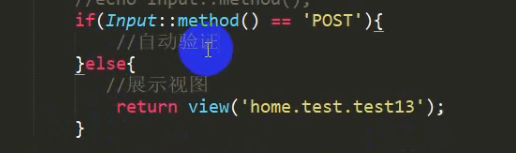 //echo Input::method();
if(Input::method() == 'POST'){
//自动验证
}else{
//展示视图
return view('home.test.test13');
}